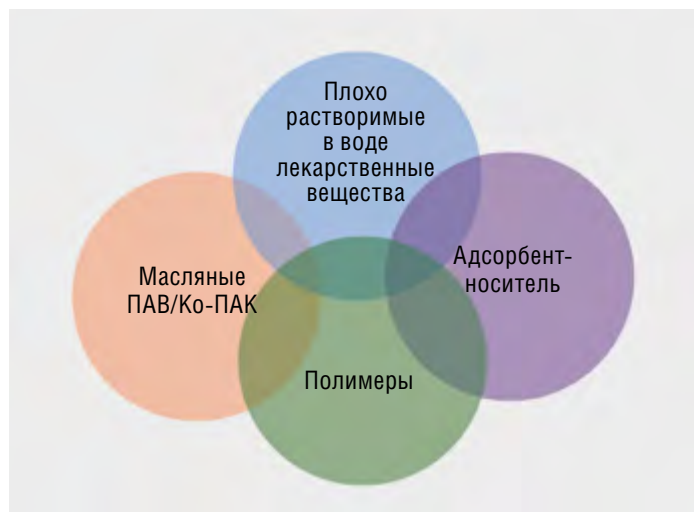 Плохо
растворимые
в воде
лекарственные
вещества
Масляные
ПАВ/Ко-ПАК
Адсорбент-
носитель
Полимеры